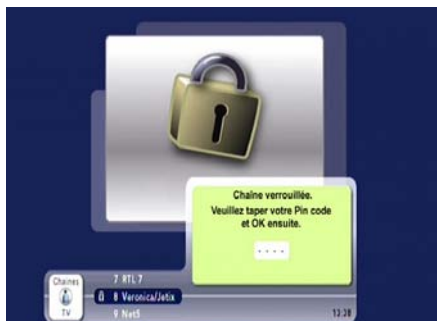 Chaîne verrouillée.
Veuillez taper votre Pin code
et OK ensuite.
. . . .
Chaines
TV
7 RTL 7
8 Veronica/Jetix
9 Net5
13:38